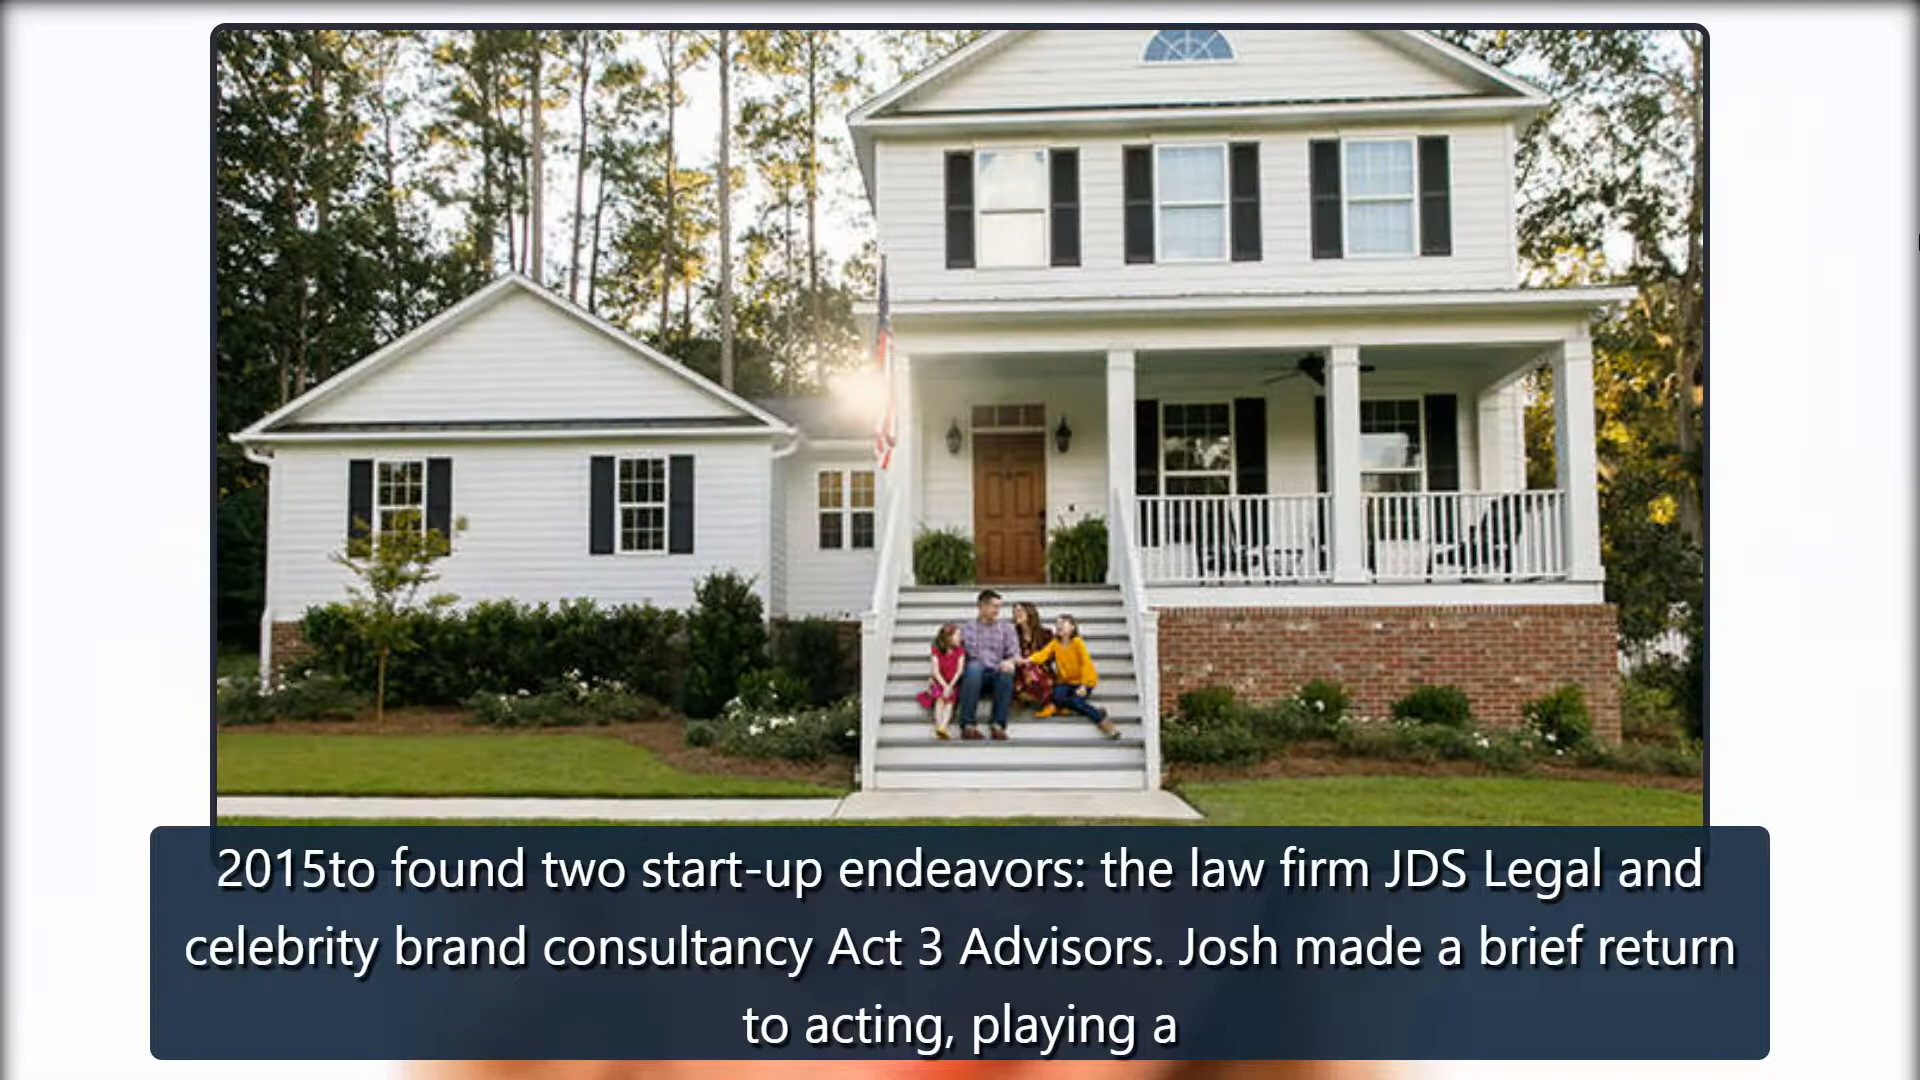 2015to found two start-up endeavors: the law firm JDS Legal and
celebrity brand consultancy Act 3 Advisors. Josh made a brief return
to acting, playing a